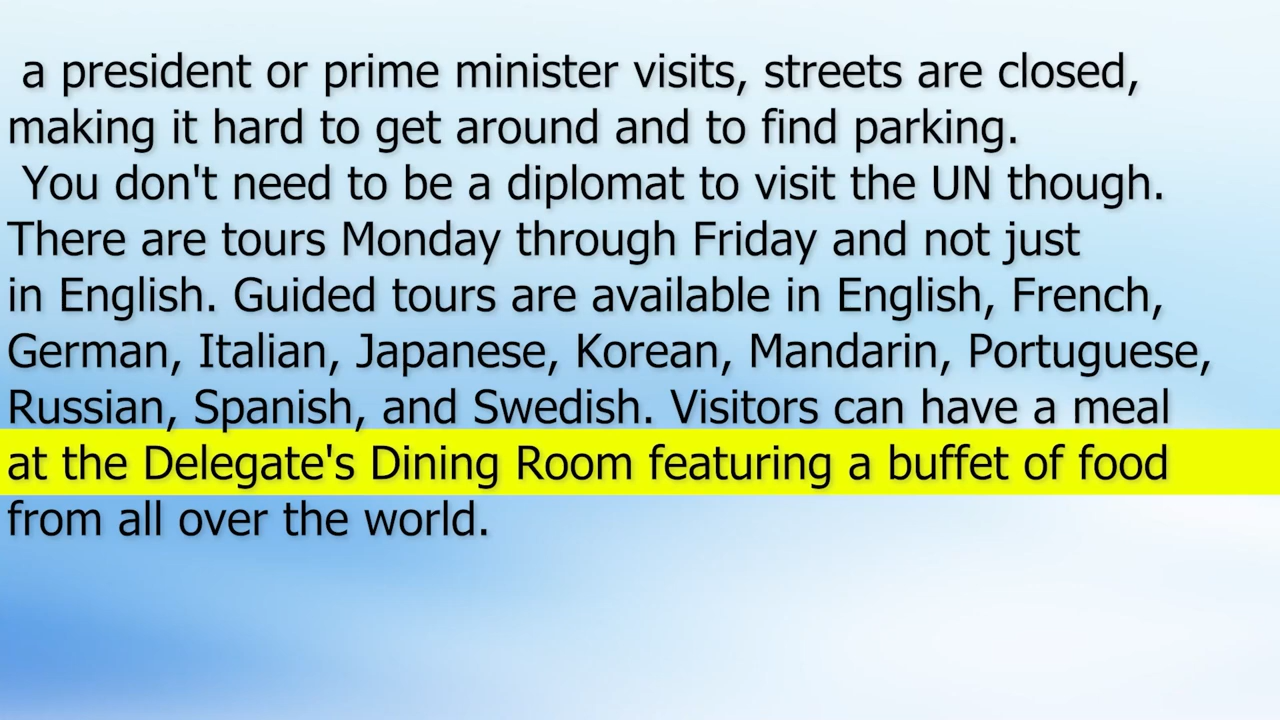 a president or prime minister visits, streets are closed,
making it hard to get around and to find parking.
You don't need to be a diplomat to visit the UN though.
There are tours Monday through Friday and not just
in English. Guided tours are available in English, French,
German, Italian, Japanese, Korean, Mandarin, Portuguese,
Russian, Spanish, and Swedish. Visitors can have a meal
at the Delegate's Dining Room featuring a buffet of food
from all over the world.